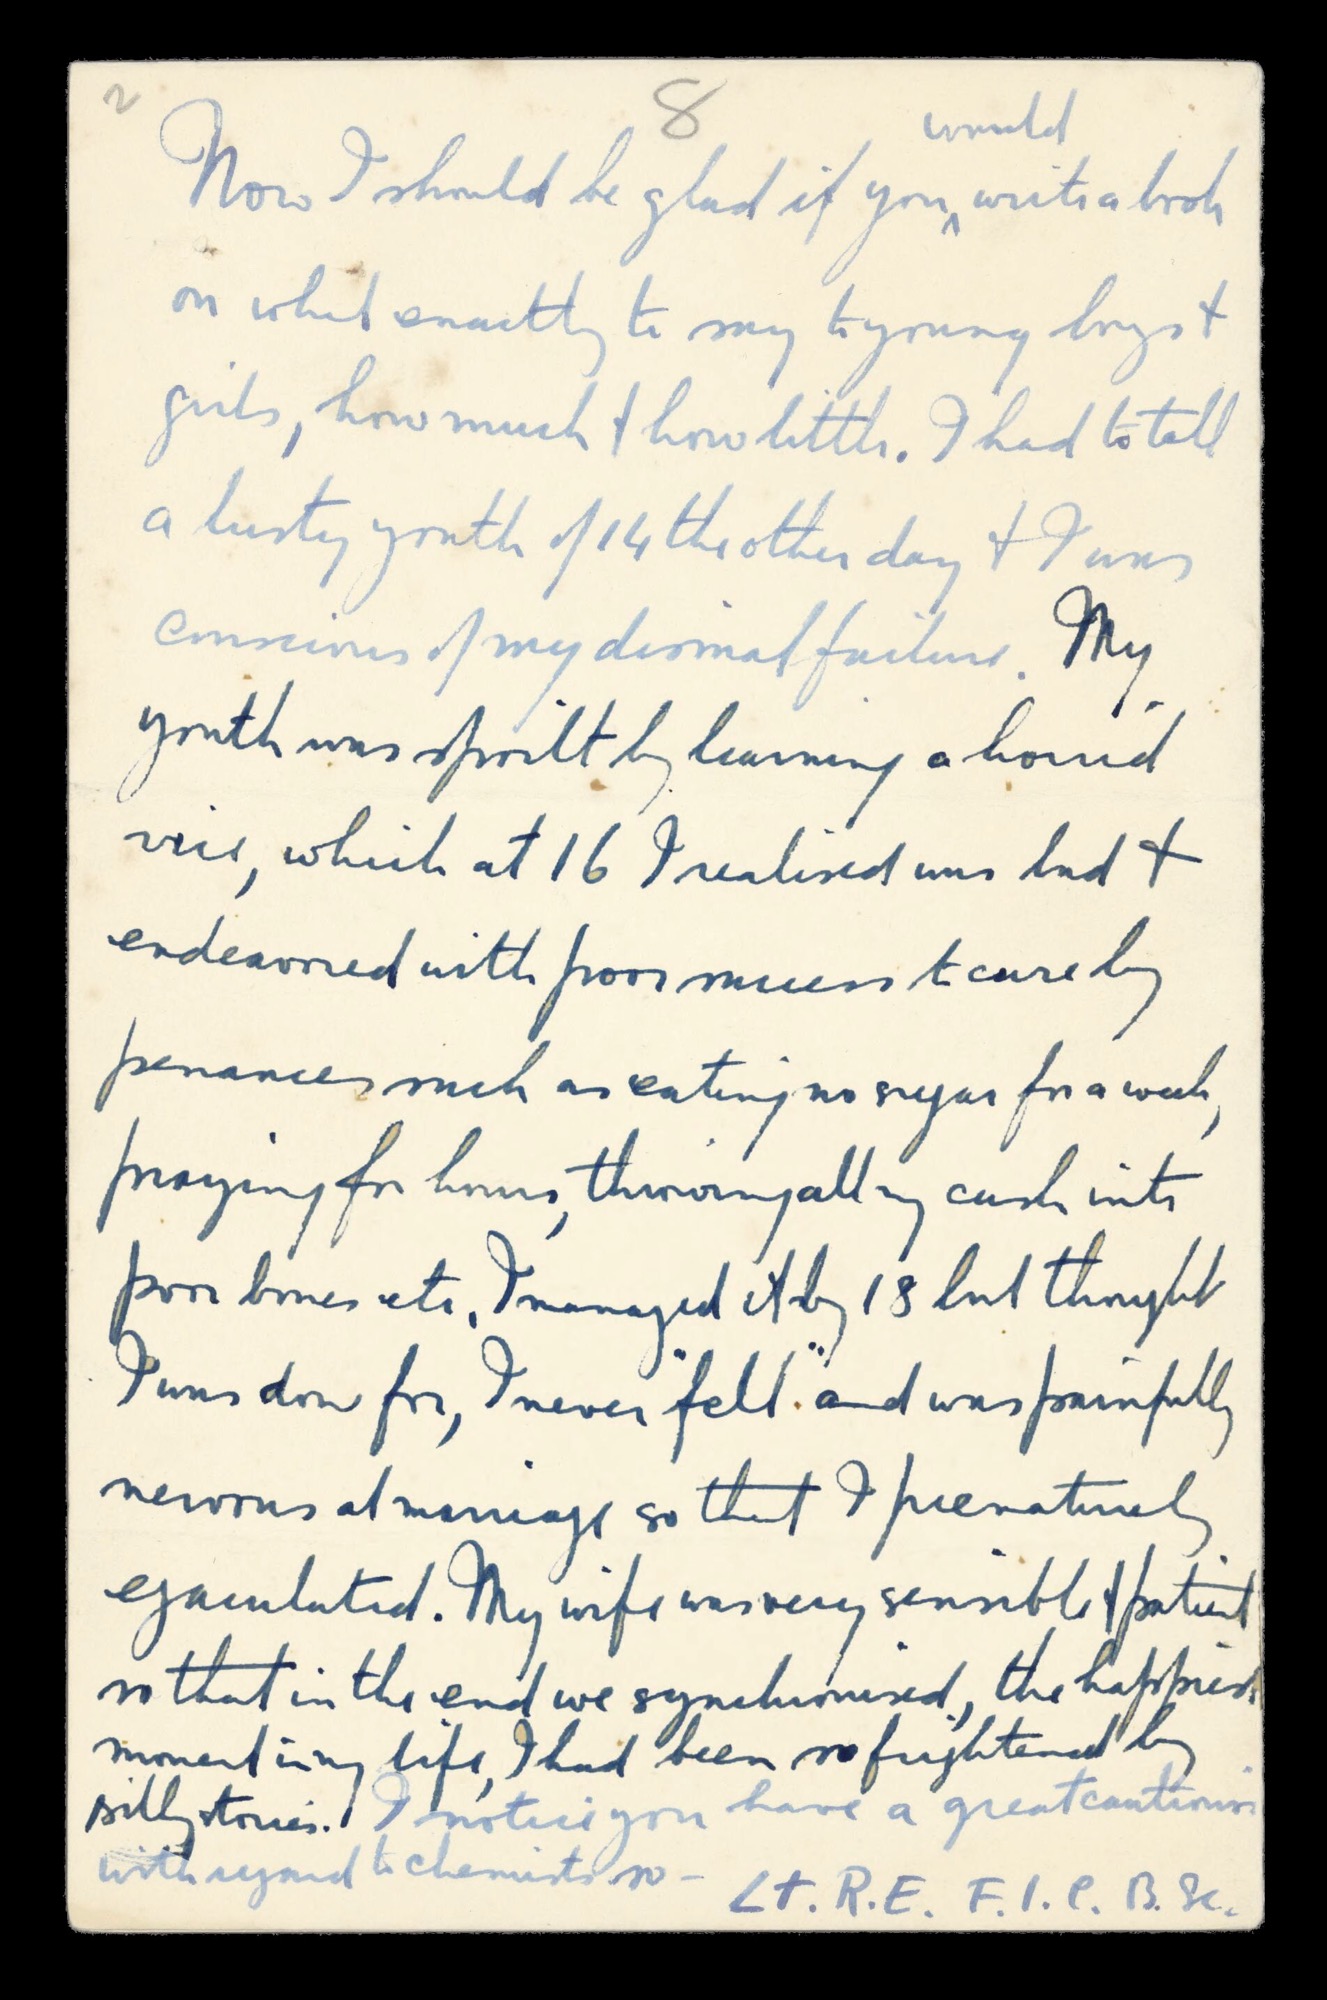 2
8
would
Now I should be glad if you ^ write a book
on what exactly to say to young boys &
girls, how much & how little. I had to tell
a lusty youth of 14 the other day & I was
conscious of my dismal failure. My
youth was spoilt by learning a horrid
vice, which at 16 I realised was bad &
endeavored with poor success to cure by
penances such as eating no sugar for a week,
praying for hours, throwing all my cash into
poor boxes etc. I managed it by 18 but thought
I was done for, I never "fell" and was painfully
nervous at marriage so that I prematurely
ejaculated. My wife was very sensible & patient
so that in the end we synchronised, the happiest
moment in my life, I had been so frightened by
silly stories. I notice you have a great cautionis
with regard to chemists so - Lt. R.E. F.I.C. B.Sc.